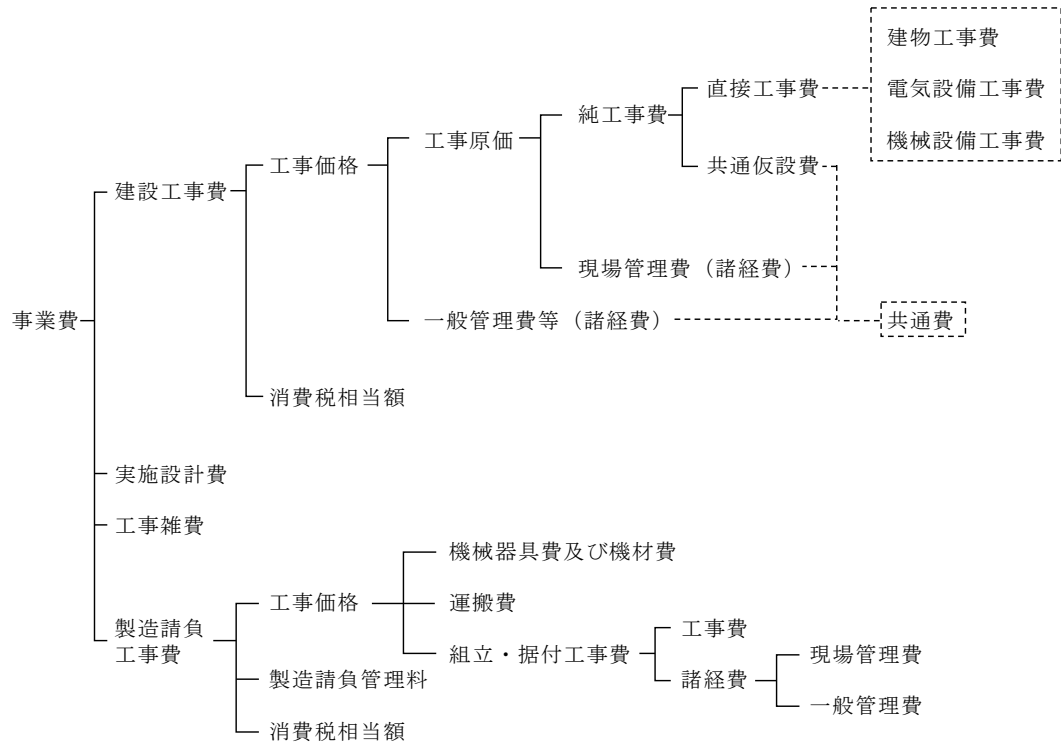 建物工事費
直接工事費
電気設備工事費
純工事費
工事原価
機械設備工事費
工事価格
共通仮設費
建設工事費
現場管理費（諸経費）
事業費
一般管理費等（諸経費）
共通費
消費税相当額
実施設計費
工事雑費
機械器具費及び機材費
工事価格
運搬費
製造請負
工事費
工事費
組立・据付工事費
現場管理費
製造請負管理料
諸経費
一般管理費
消費税相当額